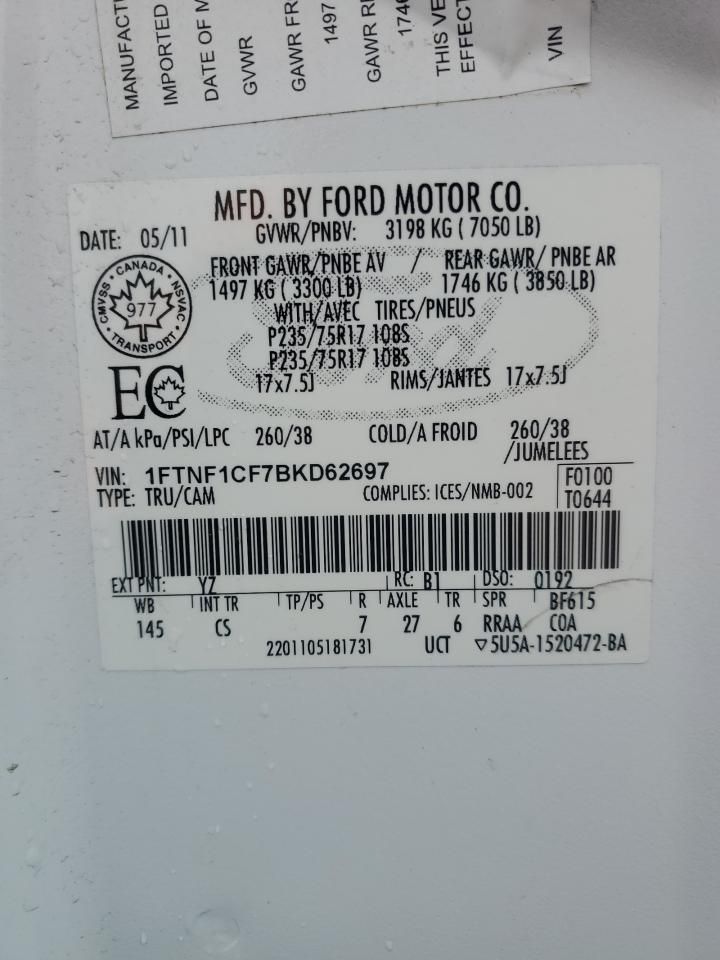 MANUFACT
IMPORTED
DATE OF M
GVWR
GAWR FR
1497
GAWR R
1746
THIS VE
EFFECT
VIN
MFD. BY FORD MOTOR CO.
DATE: 05/11 GVWR/PNBV: 3198 KG ( 7050 LB)
FRONT GAWR/PNBE AV / REAR GAWR/ PNBE AR
1497 KG ( 3300 LB) 1746 KG ( 3850 LB)
WITH/AVEC TIRES/PNEUS
P235/75R17 108S
P235/75R17 108S
17x7.5J RIMS/JANTES 17x7.5J
CANADA
CMVSS NSVAC
977
TRANSPORT
EC
AT/A kPa/PSI/LPC 260/38 COLD/A FROID 260/38
/JUMELEES
VIN: 1FTNF1CF7BKD62697 F0100
TYPE: TRU/CAM COMPLIES: ICES/NMB-002 T0644
EXT PNT: YZ RC: B1 DSO: 0192
WB INT TR TP/PS R AXLE TR SPR BF615
145 CS 7 27 6 RRAA COA
2201105181731 UCT ▽5U5A-1520472-BA